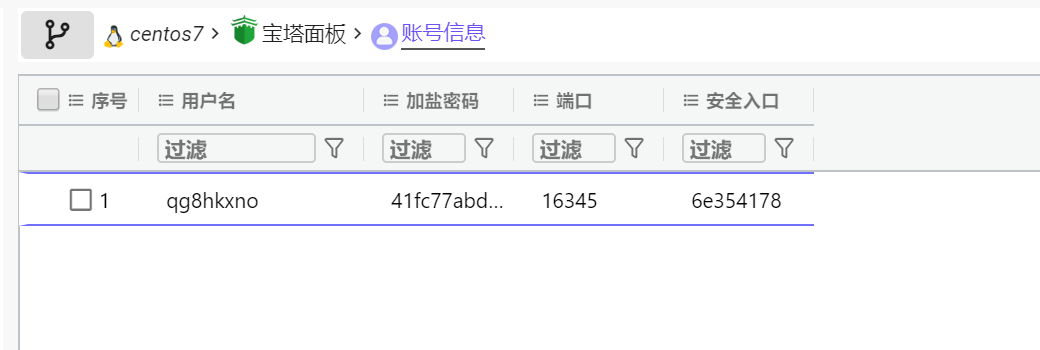 centos7 > 宝塔面板 > 账号信息
序号 用户名 加盐密码 端口 安全入口
过滤 过滤 过滤 过滤
1 qg8hkxno 41fc77abd... 16345 6e354178